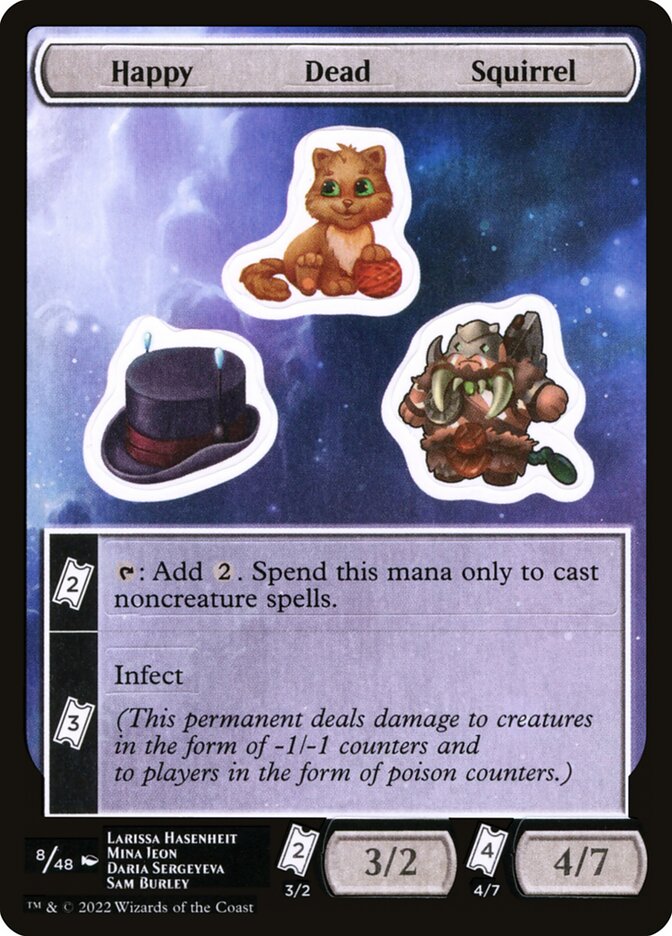 Happy Dead Squirrel
2
: Add 2. Spend this mana only to cast
noncreature spells.
3
Infect
(This permanent deals damage to creatures
in the form of -1/-1 counters and
to players in the form of poison counters.)
8/48
LARISSA HASENHEIT
MINA JEON
DARIA SERGEYEVA
SAM BURLEY
2
3/2
3/2
4
4/7
4/7
™ & © 2022 Wizards of the Coast